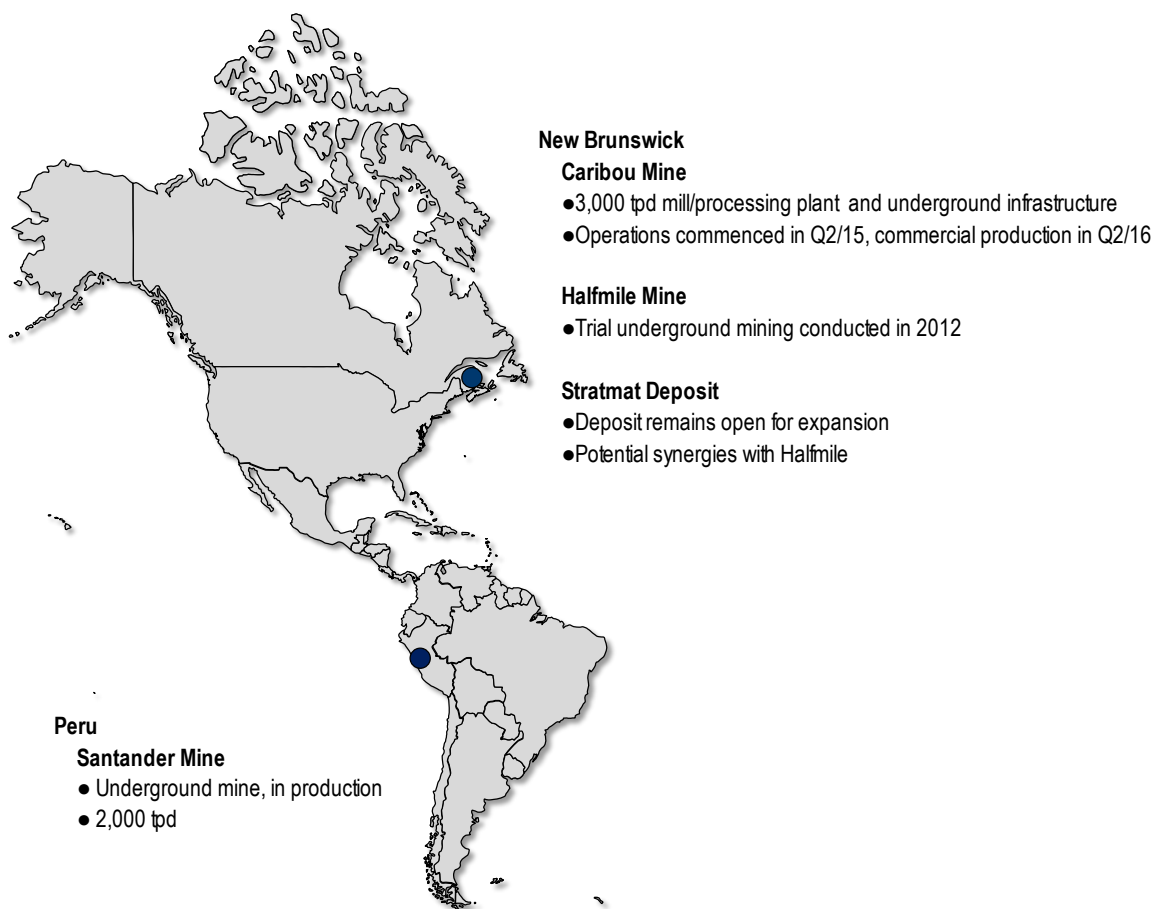 New Brunswick
Caribou Mine
●3,000 tpd mill/processing plant and underground infrastructure
●Operations commenced in Q2/15, commercial production in Q2/16
Halfmile Mine
●Trial underground mining conducted in 2012
Stratmat Deposit
●Deposit remains open for expansion
●Potential synergies with Halfmile
Peru
Santander Mine
● Underground mine, in production
● 2,000 tpd